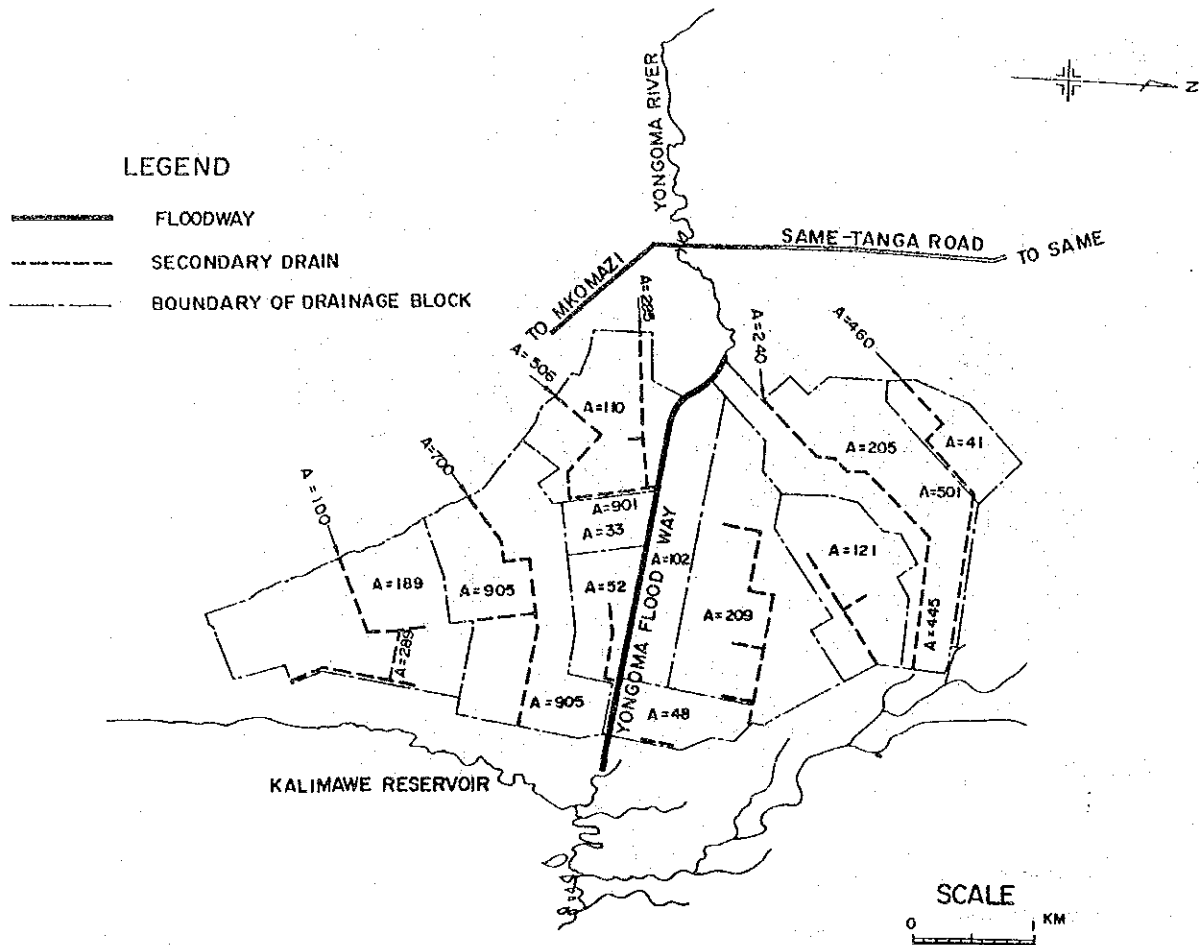 YONGOMA RIVER
N
LEGEND
FLOODWAY
SECONDARY DRAIN
BOUNDARY OF DRAINAGE BLOCK
SAME-TANGA ROAD
TO SAME
TO MKOMAZI
A=506
A=240
A=460
A=110
A=205
A=41
A=700
A=100
A=501
A=901
A=33
A=102
A=121
A=189
A=905
A=52
A=209
A=445
A=289
YONGOMA FLOOD WAY
A=905
A=48
KALIMAWE RESERVOIR
SCALE
0
1
KM